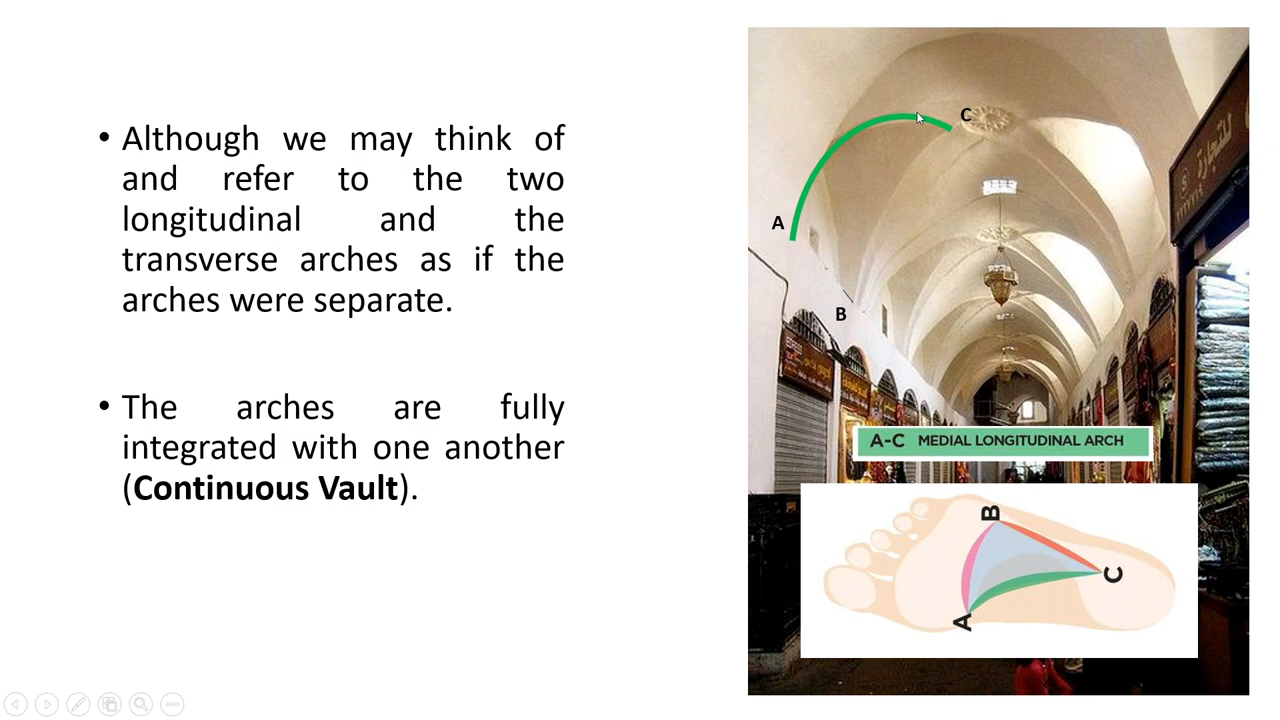 • Although we may think of
and refer to the two
longitudinal and the
transverse arches as if the
arches were separate.
• The arches are fully
integrated with one another
(Continuous Vault).
C
A
B
للتجارة
A-C MEDIAL LONGITUDINAL ARCH
B
C
A